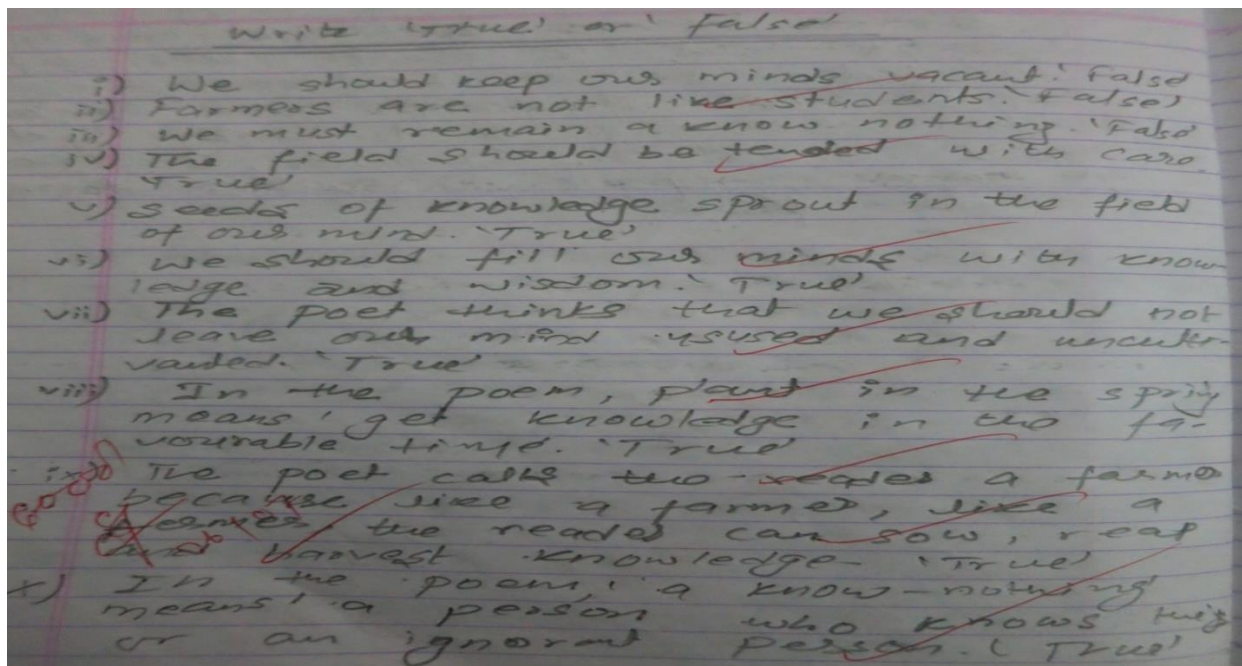 Write 'True' or 'False'
i) We should keep our minds vacant. 'False
ii) Farmers are not like students. 'False'
iii) We must remain a know nothing. 'False
iv) The field should be tended with care.
'True'
v) Seeds of knowledge sprout in the field
of our mind. 'True'
vi) We should fill our minds with know-
ledge and wisdom. 'True'
vii) The poet thinks that we should not
leave our mind usused and uncult-
vanted. 'True'
viii) In the poem, plant in the sprig
means 'get knowledge in the fa-
vourable time. 'True'
ix) The poet calls the reader a farmer
because like a farmer, like a
the reader can sow, reap
and harvest knowledge- 'True'
x) In the poem, 'a know-nothing
means 'a person who knows
or an ignorant person. ('True'
Good